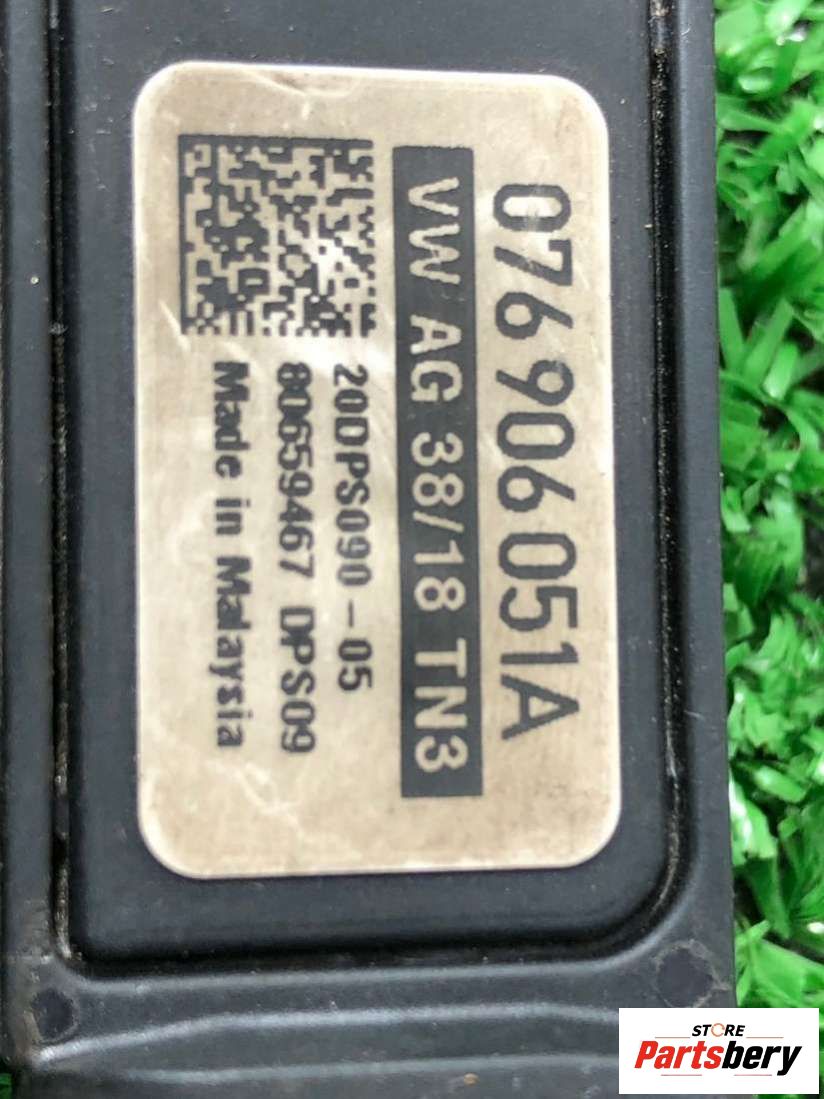 076 906 051A
VW AG 38/18 TN3
20DPS090-05
80659467 DPS09
Made in Malaysia
STORE
Partsbery